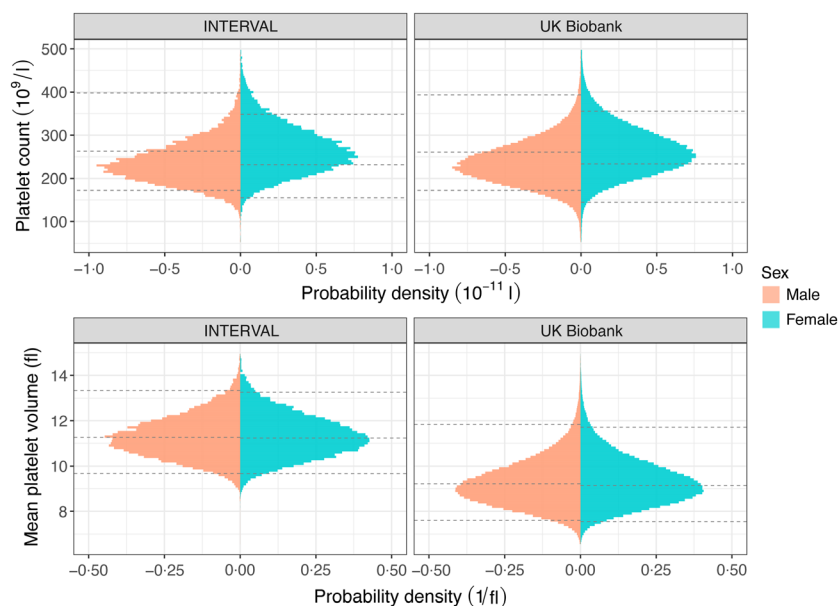 INTERVAL UK Biobank
Platelet count (10⁹/l)
500
400
300
200
100
−1·0 −0·5 0·0 0·5 1·0 −1·0 −0·5 0·0 0·5 1·0
Probability density (10⁻¹¹ l)
Sex
Male
Female
INTERVAL UK Biobank
Mean platelet volume (fl)
14
12
10
8
−0·50 −0·25 0·00 0·25 0·50 −0·50 −0·25 0·00 0·25 0·50
Probability density (1/fl)